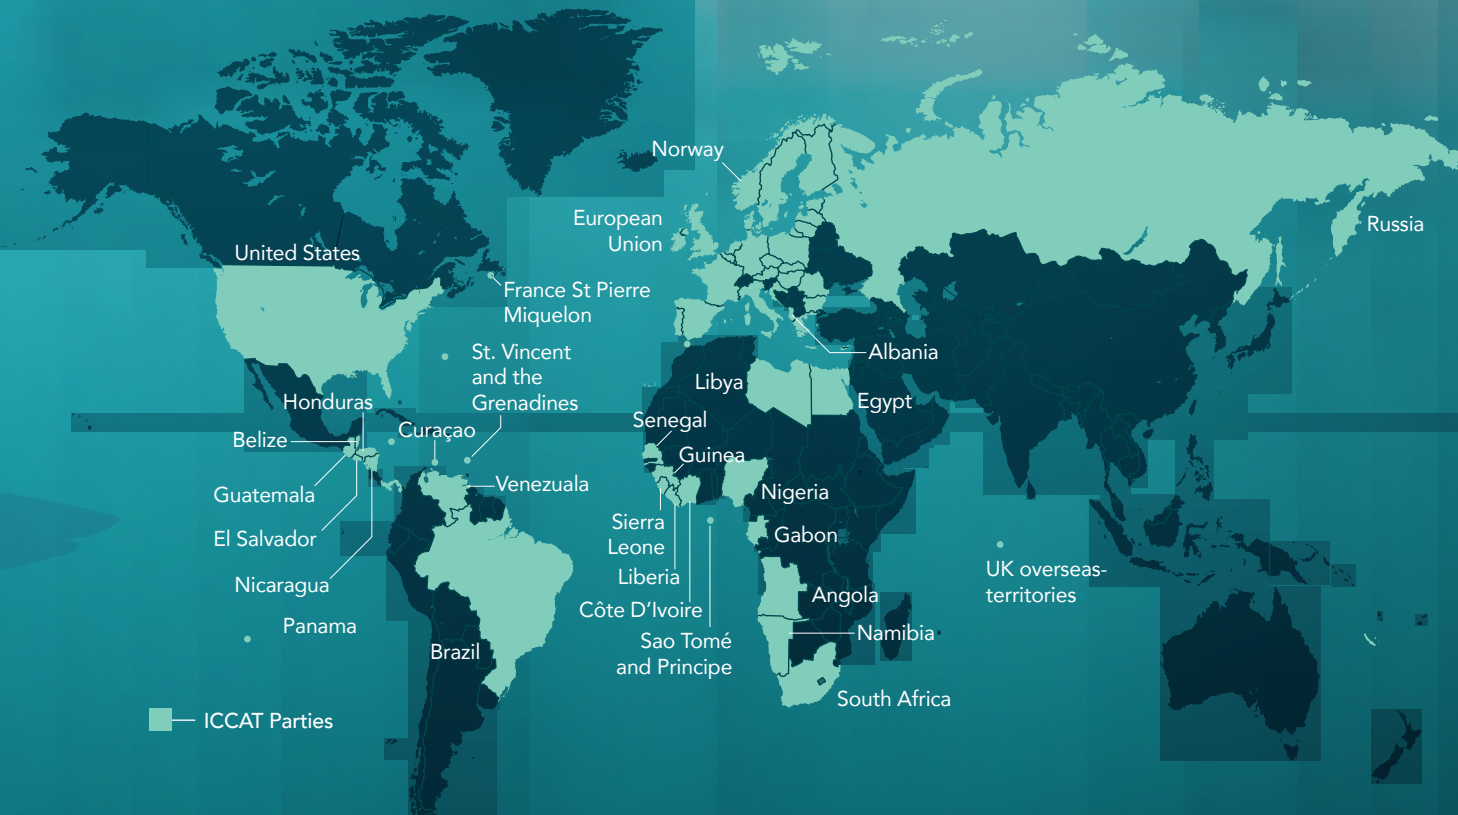 Norway
European
Union
Russia
United States
France St Pierre
Miquelon
St. Vincent
and the
Grenadines
Albania
Libya
Egypt
Honduras
Senegal
Belize
Curaçao
Guinea
Venezuala
Guatemala
Nigeria
El Salvador
Sierra
Leone
Gabon
Nicaragua
Liberia
UK overseas-
territories
Côte D’Ivoire
Angola
Panama
Sao Tomé
and Principe
Namibia
Brazil
South Africa
ICCAT Parties